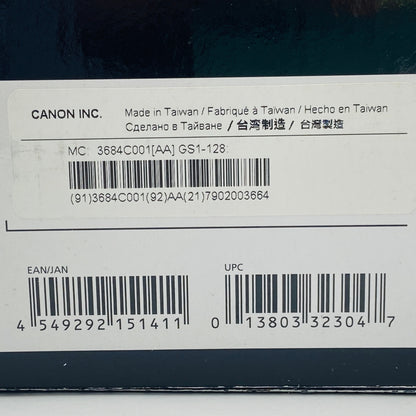 CANON INC. Made in Taiwan / Fabriqué à Taiwan / Hecho en Taiwan
Сделано в Тайване / 台湾制造 / 台灣製造
MC: 3684C001[AA] GS1-128:
(91)3684C001(92)AA(21)7902003664
EAN/JAN UPC
4 549292 151411 0 13803 32304 7